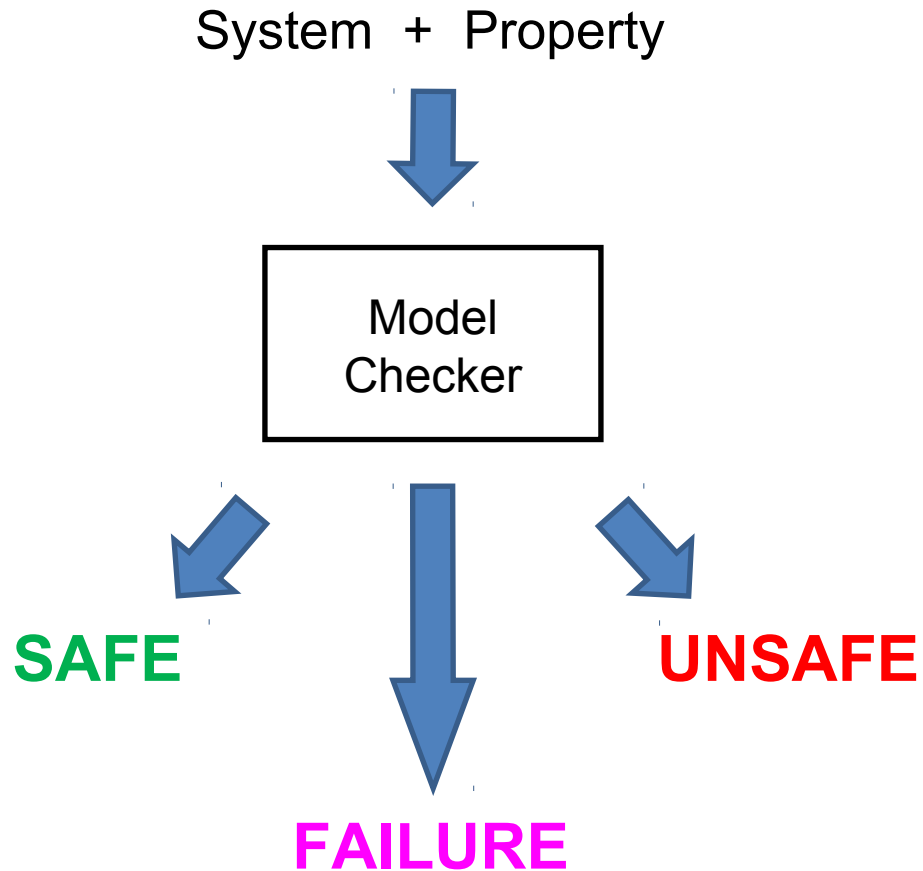 System + Property
Model
Checker
SAFE
UNSAFE
FAILURE